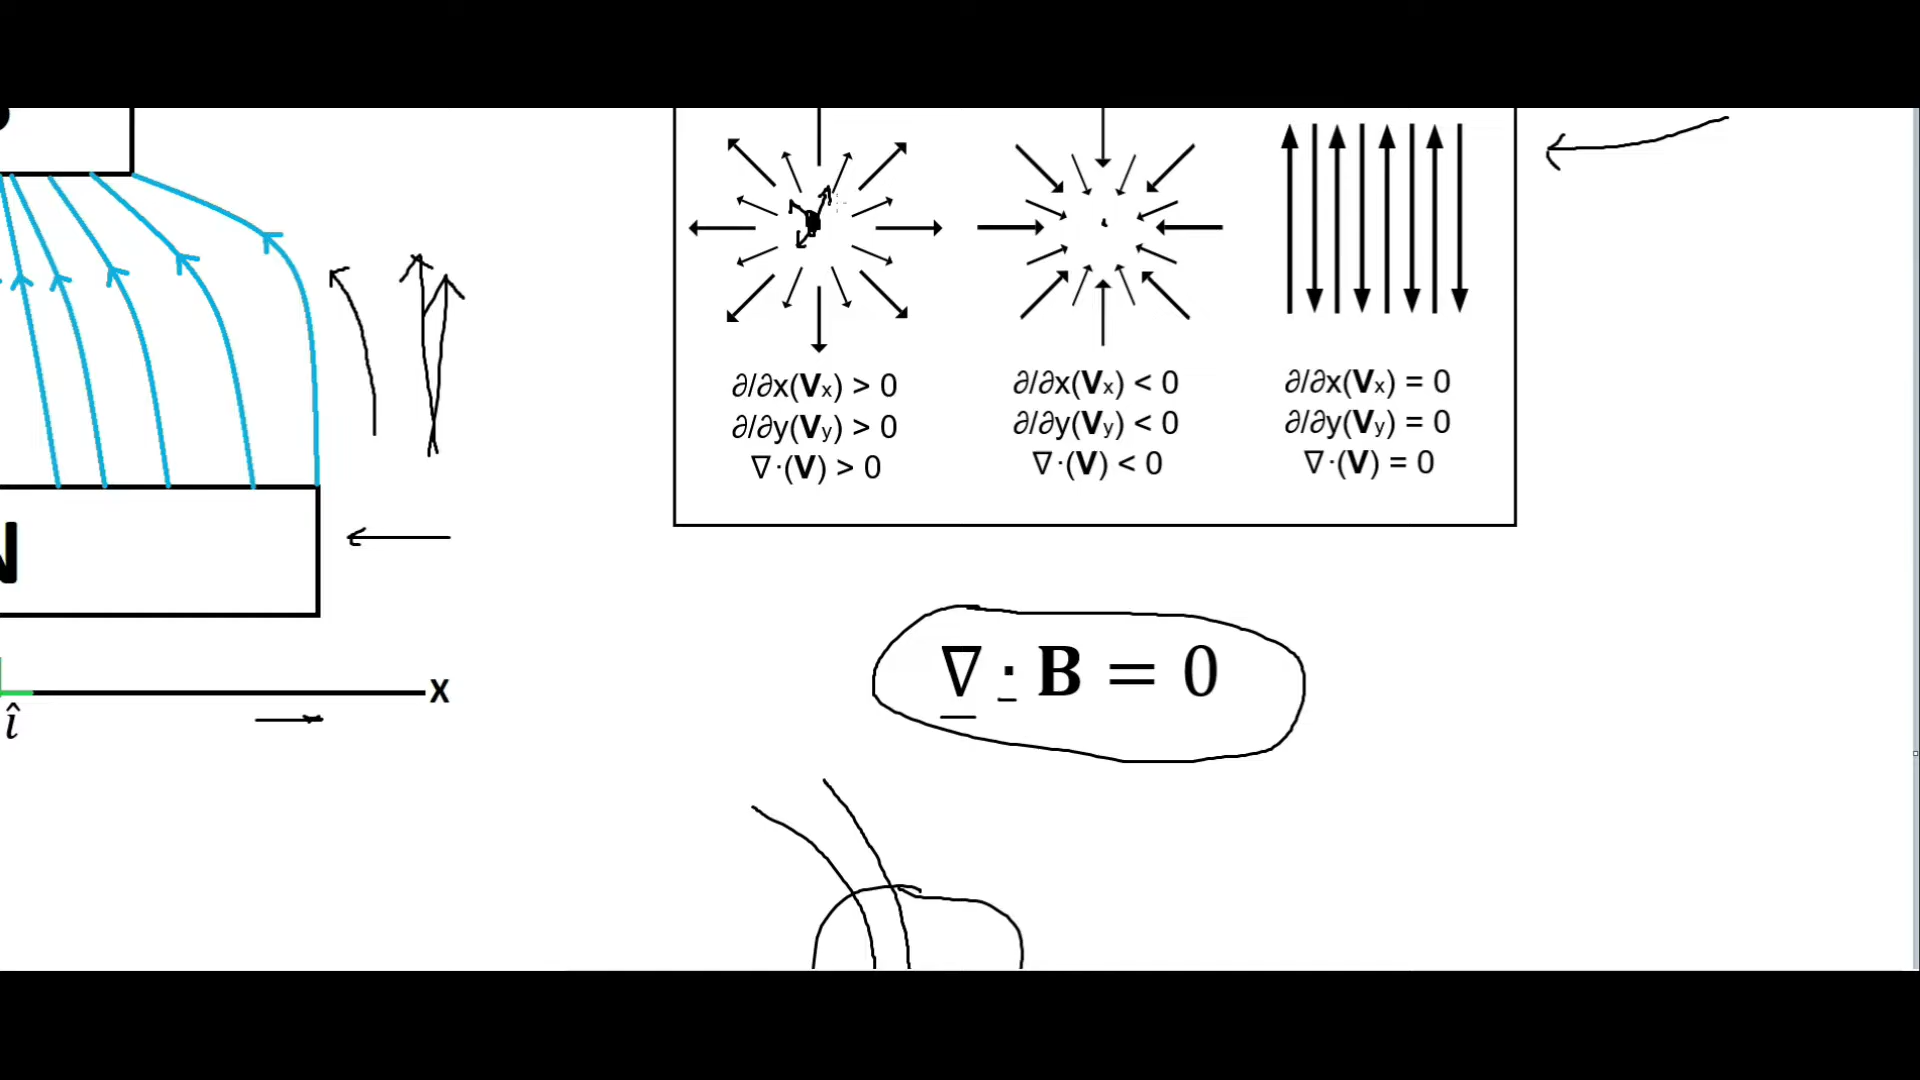 ∂/∂x(Vx) > 0
∂/∂y(Vy) > 0
∇·(V) > 0
∂/∂x(Vx) < 0
∂/∂y(Vy) < 0
∇·(V) < 0
∂/∂x(Vx) = 0
∂/∂y(Vy) = 0
∇·(V) = 0
N
∇ · B = 0
x
î